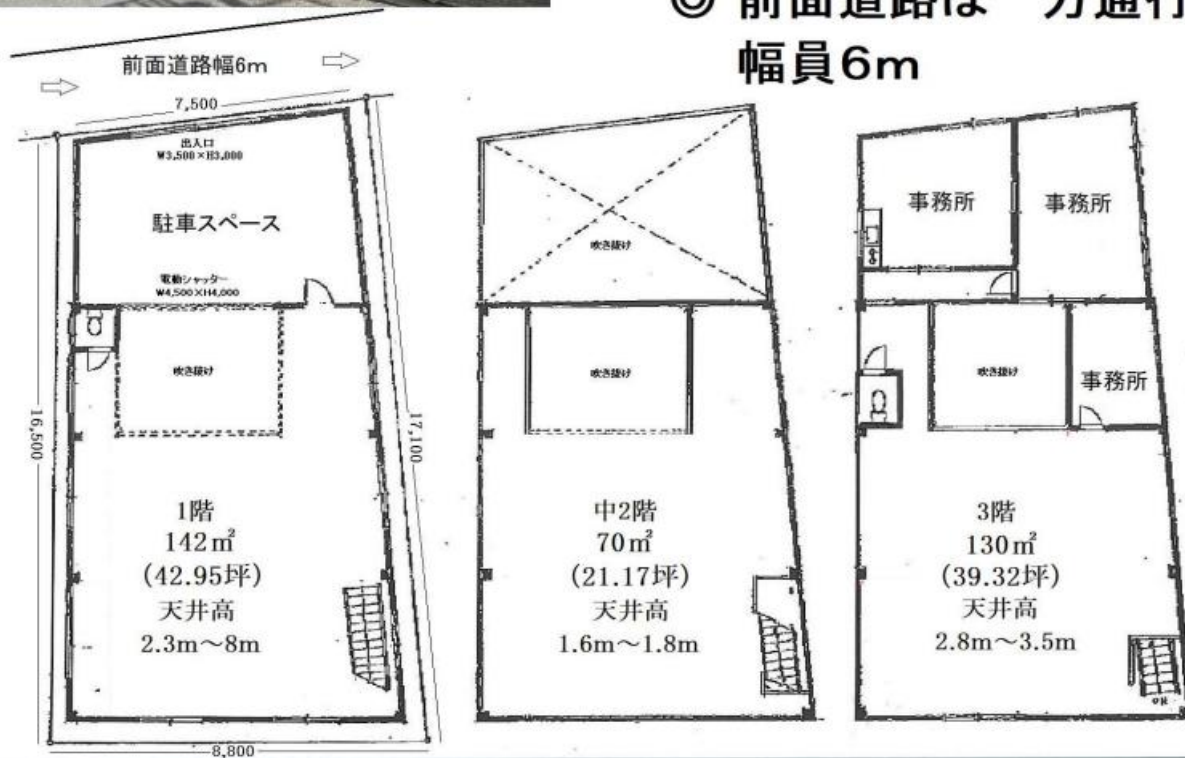 ◎ 前面道路は一方通行
幅員6m
前面道路幅6m
7,500
出入口
W3,500×H3,000
駐車スペース
電動シャッター
W4,500×H4,000
吹き抜け
16,500
17,100
1階
142㎡
(42.95坪)
天井高
2.3m～8m
8,800
吹き抜け
吹き抜け
中2階
70㎡
(21.17坪)
天井高
1.6m～1.8m
事務所
事務所
吹き抜け
事務所
3階
130㎡
(39.32坪)
天井高
2.8m～3.5m